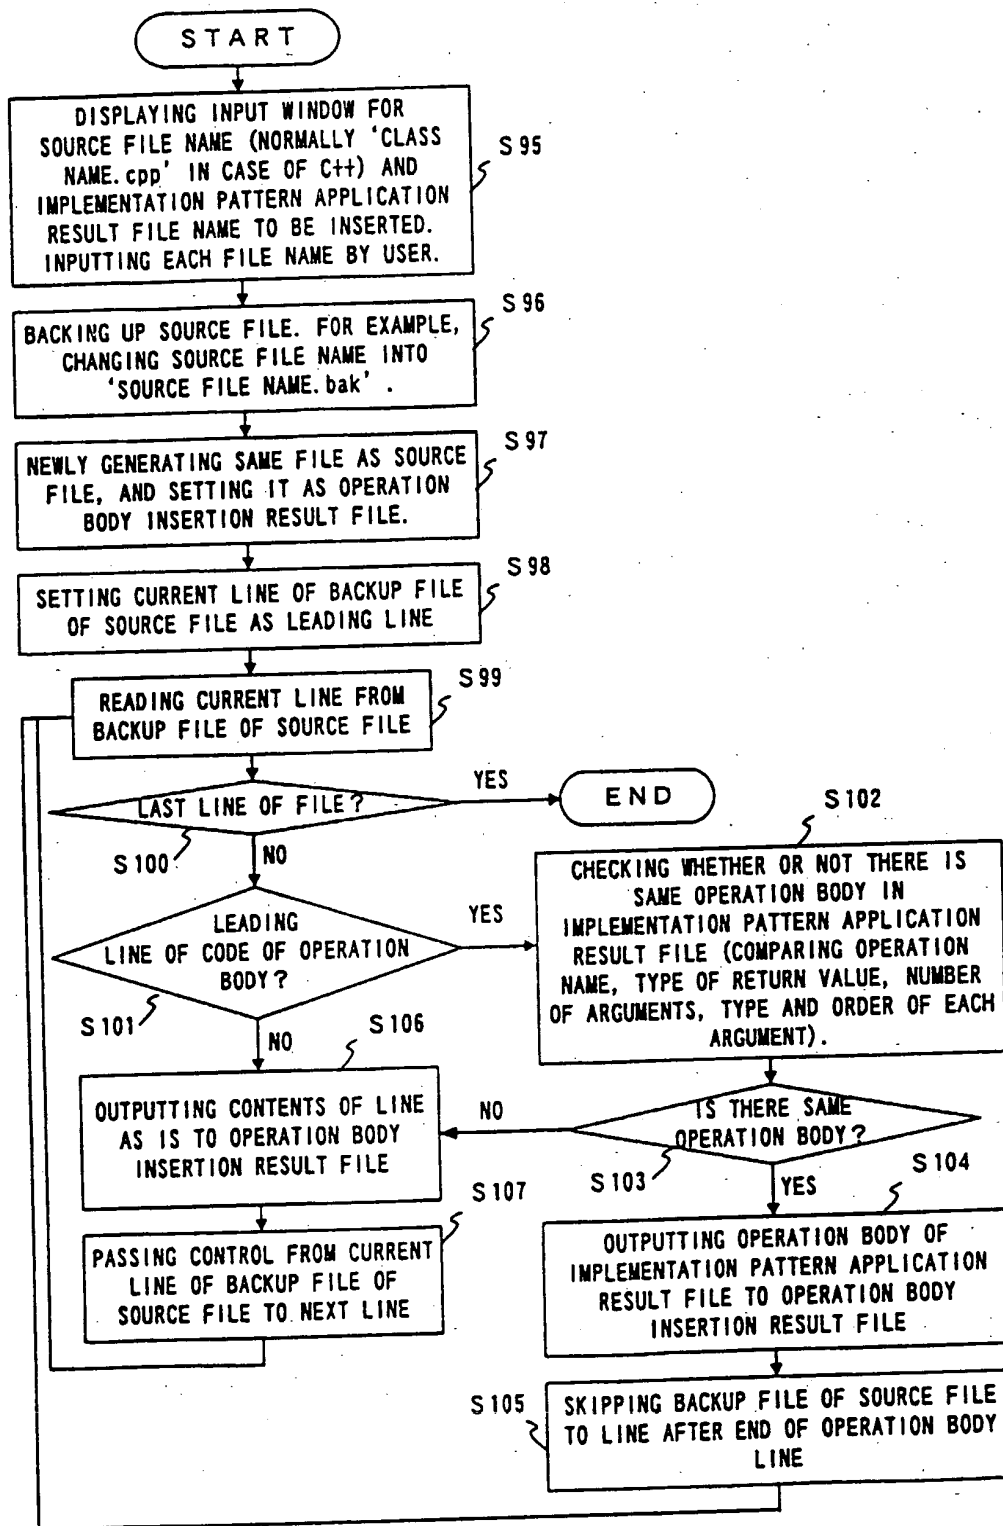 START
DISPLAYING INPUT WINDOW FOR
SOURCE FILE NAME (NORMALLY 'CLASS
NAME.cpp' IN CASE OF C++) AND
IMPLEMENTATION PATTERN APPLICATION
RESULT FILE NAME TO BE INSERTED.
INPUTTING EACH FILE NAME BY USER.
S95
BACKING UP SOURCE FILE. FOR EXAMPLE,
CHANGING SOURCE FILE NAME INTO
'SOURCE FILE NAME.bak' .
S96
NEWLY GENERATING SAME FILE AS SOURCE
FILE, AND SETTING IT AS OPERATION
BODY INSERTION RESULT FILE.
S97
SETTING CURRENT LINE OF BACKUP FILE
OF SOURCE FILE AS LEADING LINE
S98
READING CURRENT LINE FROM
BACKUP FILE OF SOURCE FILE
S99
LAST LINE OF FILE?
YES
END
S100
NO
LEADING
LINE OF CODE OF OPERATION
BODY?
YES
S101
NO
S102
CHECKING WHETHER OR NOT THERE IS
SAME OPERATION BODY IN
IMPLEMENTATION PATTERN APPLICATION
RESULT FILE (COMPARING OPERATION
NAME, TYPE OF RETURN VALUE, NUMBER
OF ARGUMENTS, TYPE AND ORDER OF EACH
ARGUMENT).
IS THERE SAME
OPERATION BODY?
NO
S103
YES
S106
OUTPUTTING CONTENTS OF LINE
AS IS TO OPERATION BODY
INSERTION RESULT FILE
S107
PASSING CONTROL FROM CURRENT
LINE OF BACKUP FILE OF
SOURCE FILE TO NEXT LINE
S104
OUTPUTTING OPERATION BODY OF
IMPLEMENTATION PATTERN APPLICATION
RESULT FILE TO OPERATION BODY
INSERTION RESULT FILE
S105
SKIPPING BACKUP FILE OF SOURCE FILE
TO LINE AFTER END OF OPERATION BODY
LINE